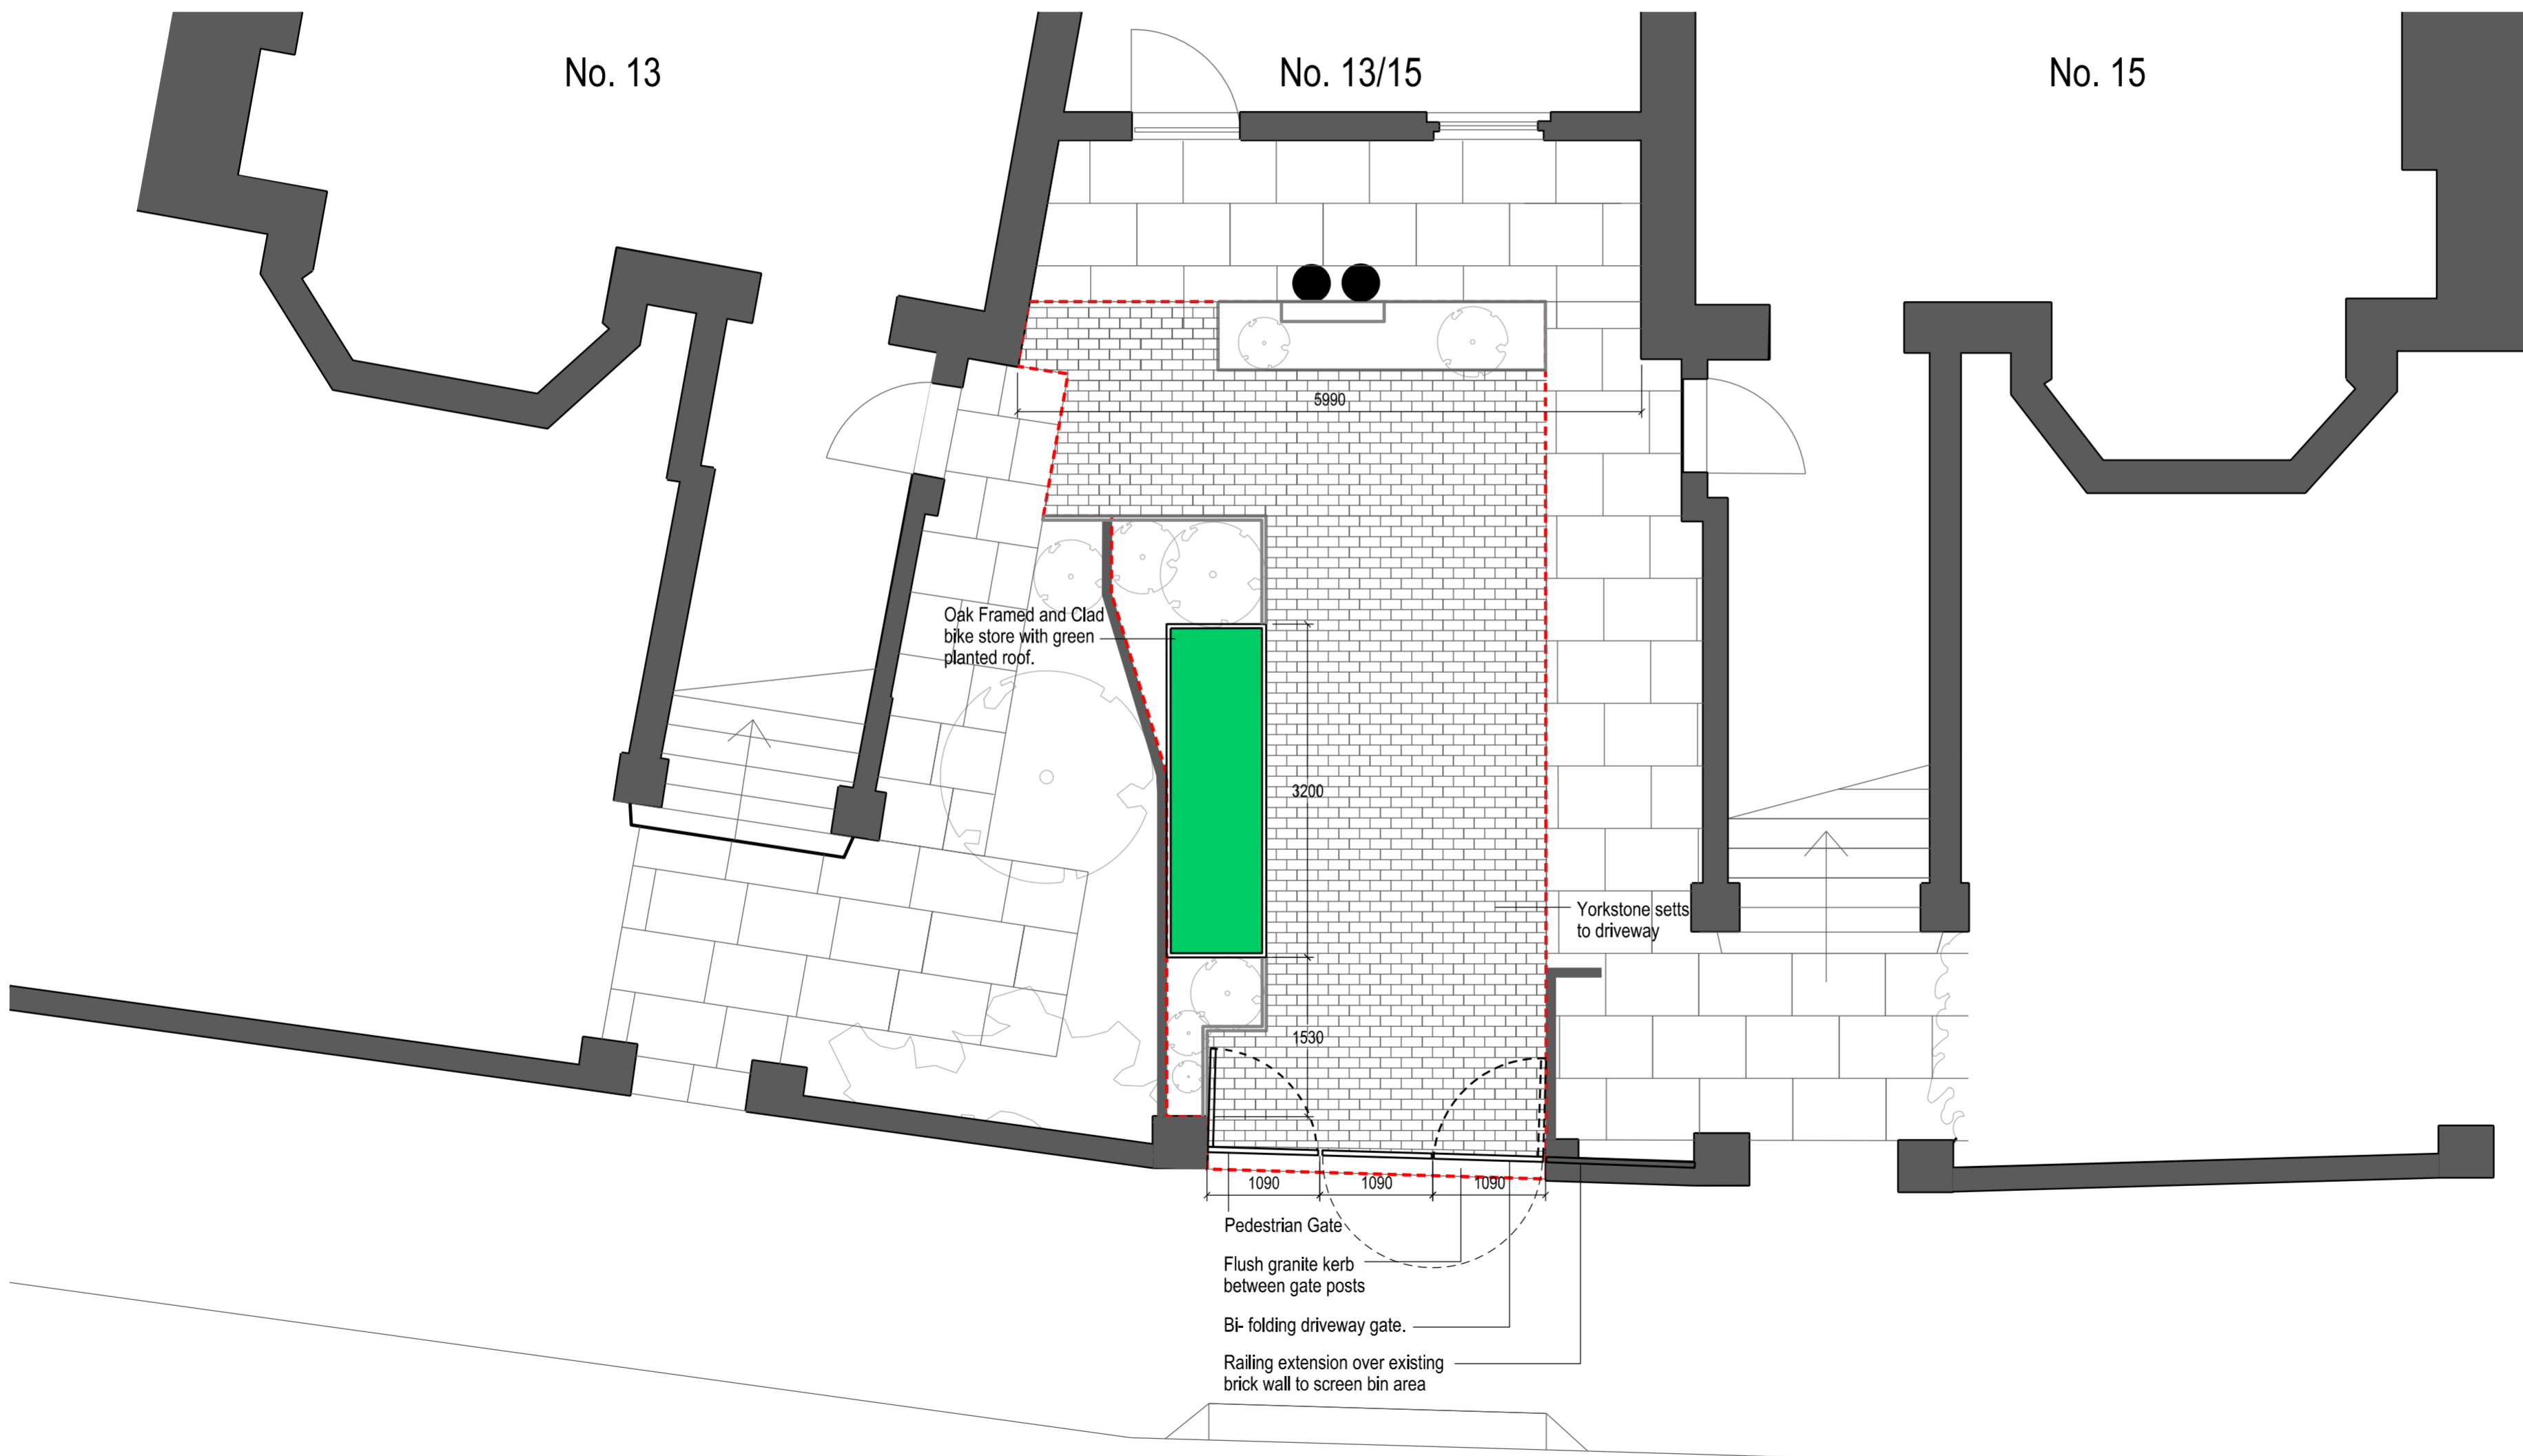 No. 13
No. 13/15
No. 15
5990
Oak Framed and Clad
bike store with green
planted roof.
3200
Yorkstone setts
to driveway
1530
1090
1090
1090
Pedestrian Gate
Flush granite kerb
between gate posts
Bi- folding driveway gate.
Railing extension over existing
brick wall to screen bin area